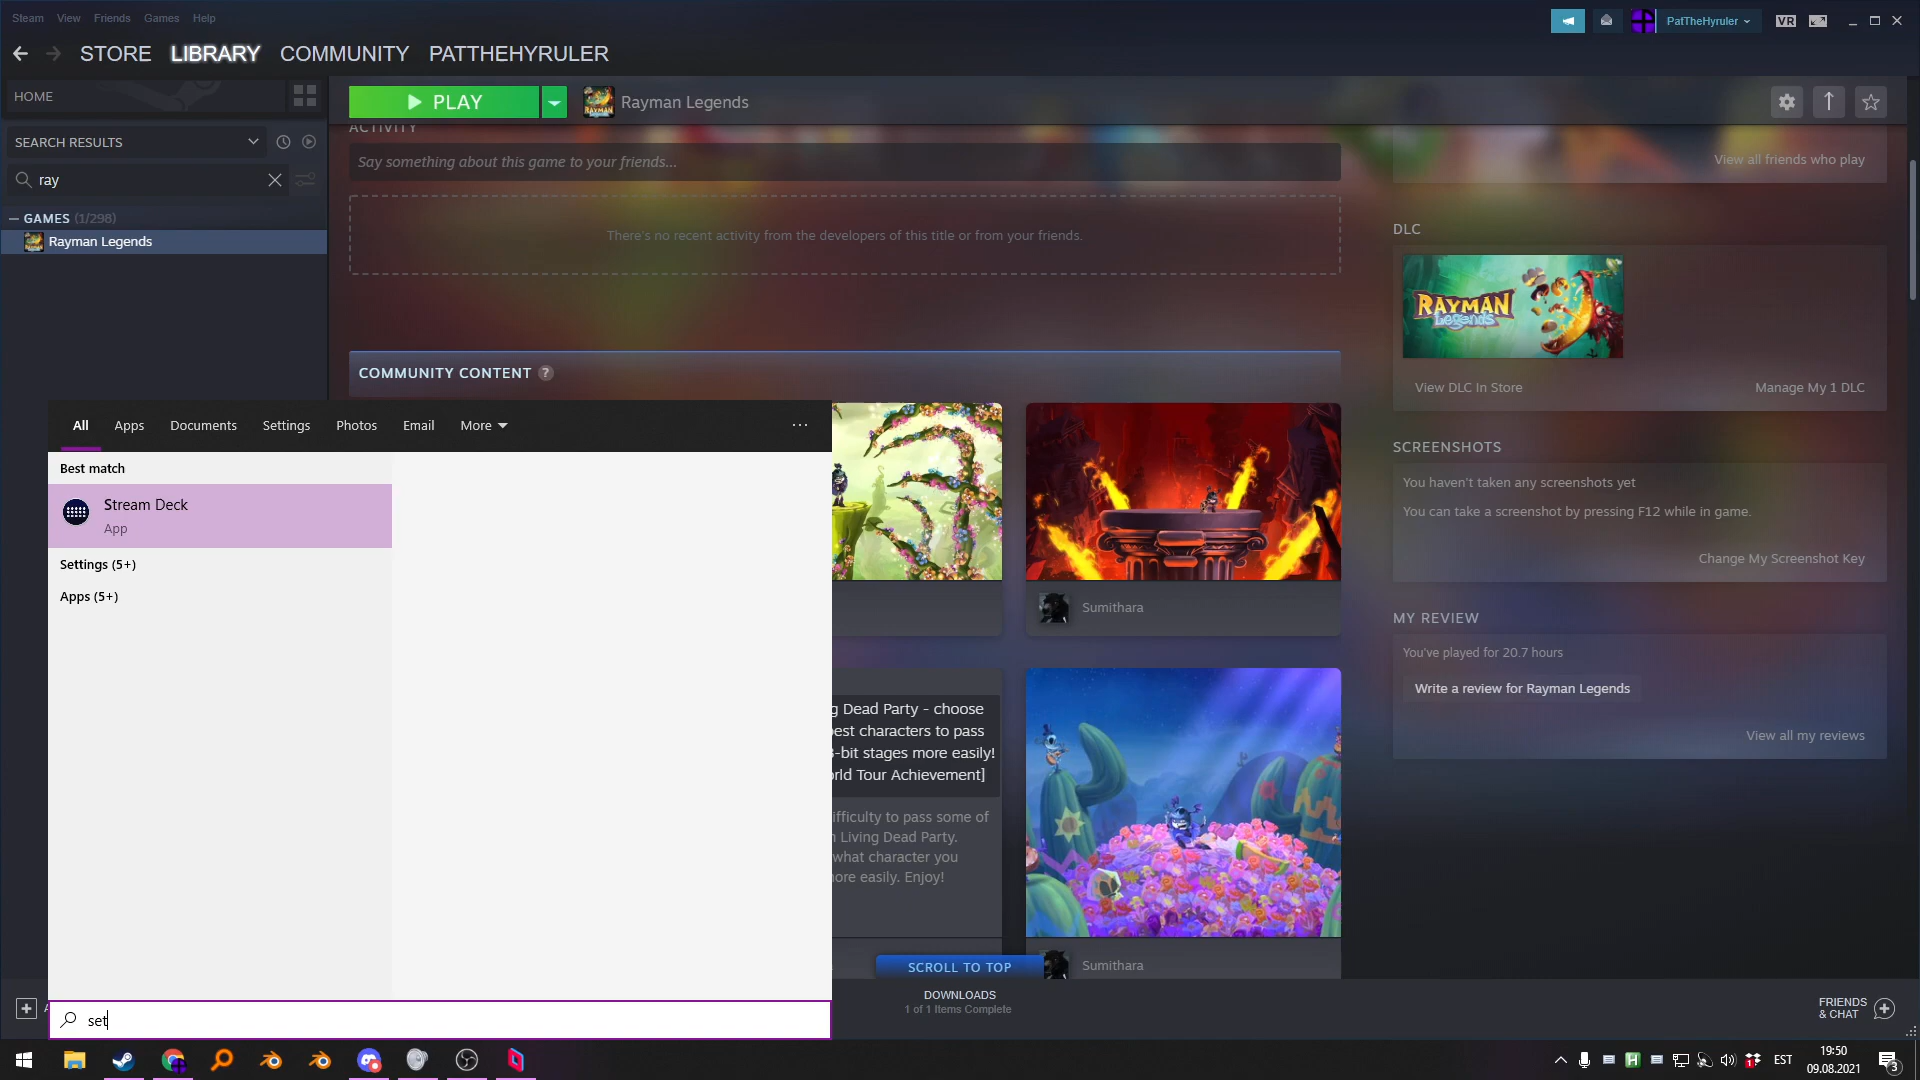 Steam View Friends Games Help
PatTheHyruler
VR
STORE LIBRARY COMMUNITY PATTHEHYRULER
HOME
PLAY
Rayman Legends
SEARCH RESULTS
ray
GAMES (1/298)
Rayman Legends
ACTIVITY
Say something about this game to your friends...
There's no recent activity from the developers of this title or from your friends.
View all friends who play
DLC
RAYMAN
Legends
View DLC In Store
Manage My 1 DLC
COMMUNITY CONTENT ?
SCREENSHOTS
You haven't taken any screenshots yet
You can take a screenshot by pressing F12 while in game.
Change My Screenshot Key
MY REVIEW
You've played for 20.7 hours
Write a review for Rayman Legends
View all my reviews
Sumithara
g Dead Party - choose
best characters to pass
8-bit stages more easily!
orld Tour Achievement]
ifficulty to pass some of
n Living Dead Party.
what character you
ore easily. Enjoy!
Sumithara
SCROLL TO TOP
DOWNLOADS
1 of 1 Items Complete
FRIENDS
& CHAT
All Apps Documents Settings Photos Email More ...
Best match
Stream Deck
App
Settings (5+)
Apps (5+)
set
EST
19:50
09.08.2021
3